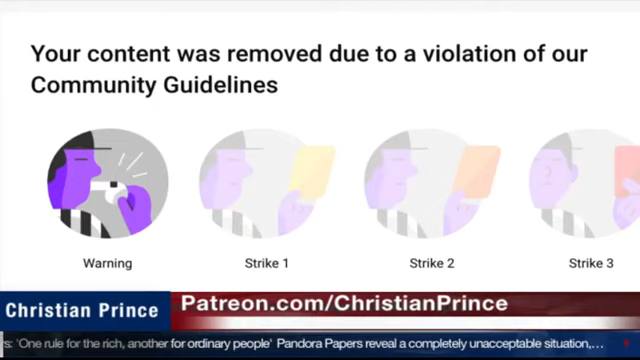 Your content was removed due to a violation of our
Community Guidelines
Warning
Strike 1
Strike 2
Strike 3
Christian Prince
Patreon.com/ChristianPrince
rs: 'One rule for the rich, another for ordinary people' Pandora Papers reveal a completely unacceptable situation,...